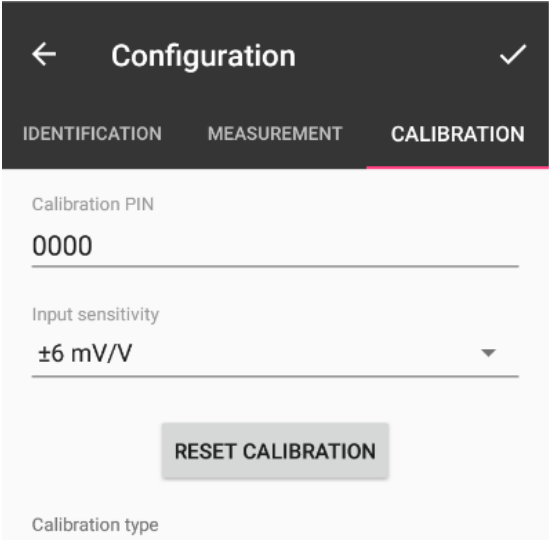 Configuration
IDENTIFICATION MEASUREMENT CALIBRATION
Calibration PIN
0000
Input sensitivity
±6 mV/V
RESET CALIBRATION
Calibration type